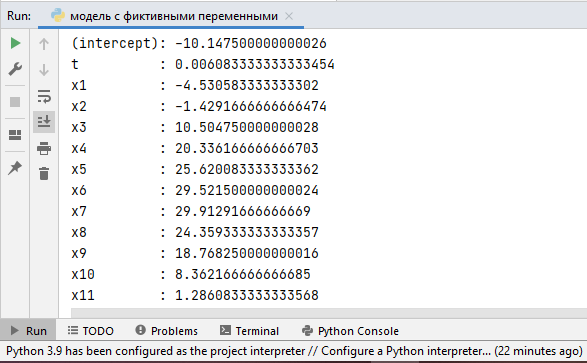 Run: модель с фиктивными переменными ×
(intercept): -10.147500000000026
t : 0.006083333333333454
x1 : -4.530583333333302
x2 : -1.4291666666666474
x3 : 10.504750000000028
x4 : 20.336166666666703
x5 : 25.620083333333362
x6 : 29.521500000000024
x7 : 29.91291666666669
x8 : 24.359333333333357
x9 : 18.768250000000016
x10 : 8.362166666666685
x11 : 1.2860833333333568
Run TODO Problems Terminal Python Console
Python 3.9 has been configured as the project interpreter // Configure a Python interpreter... (22 minutes ago)